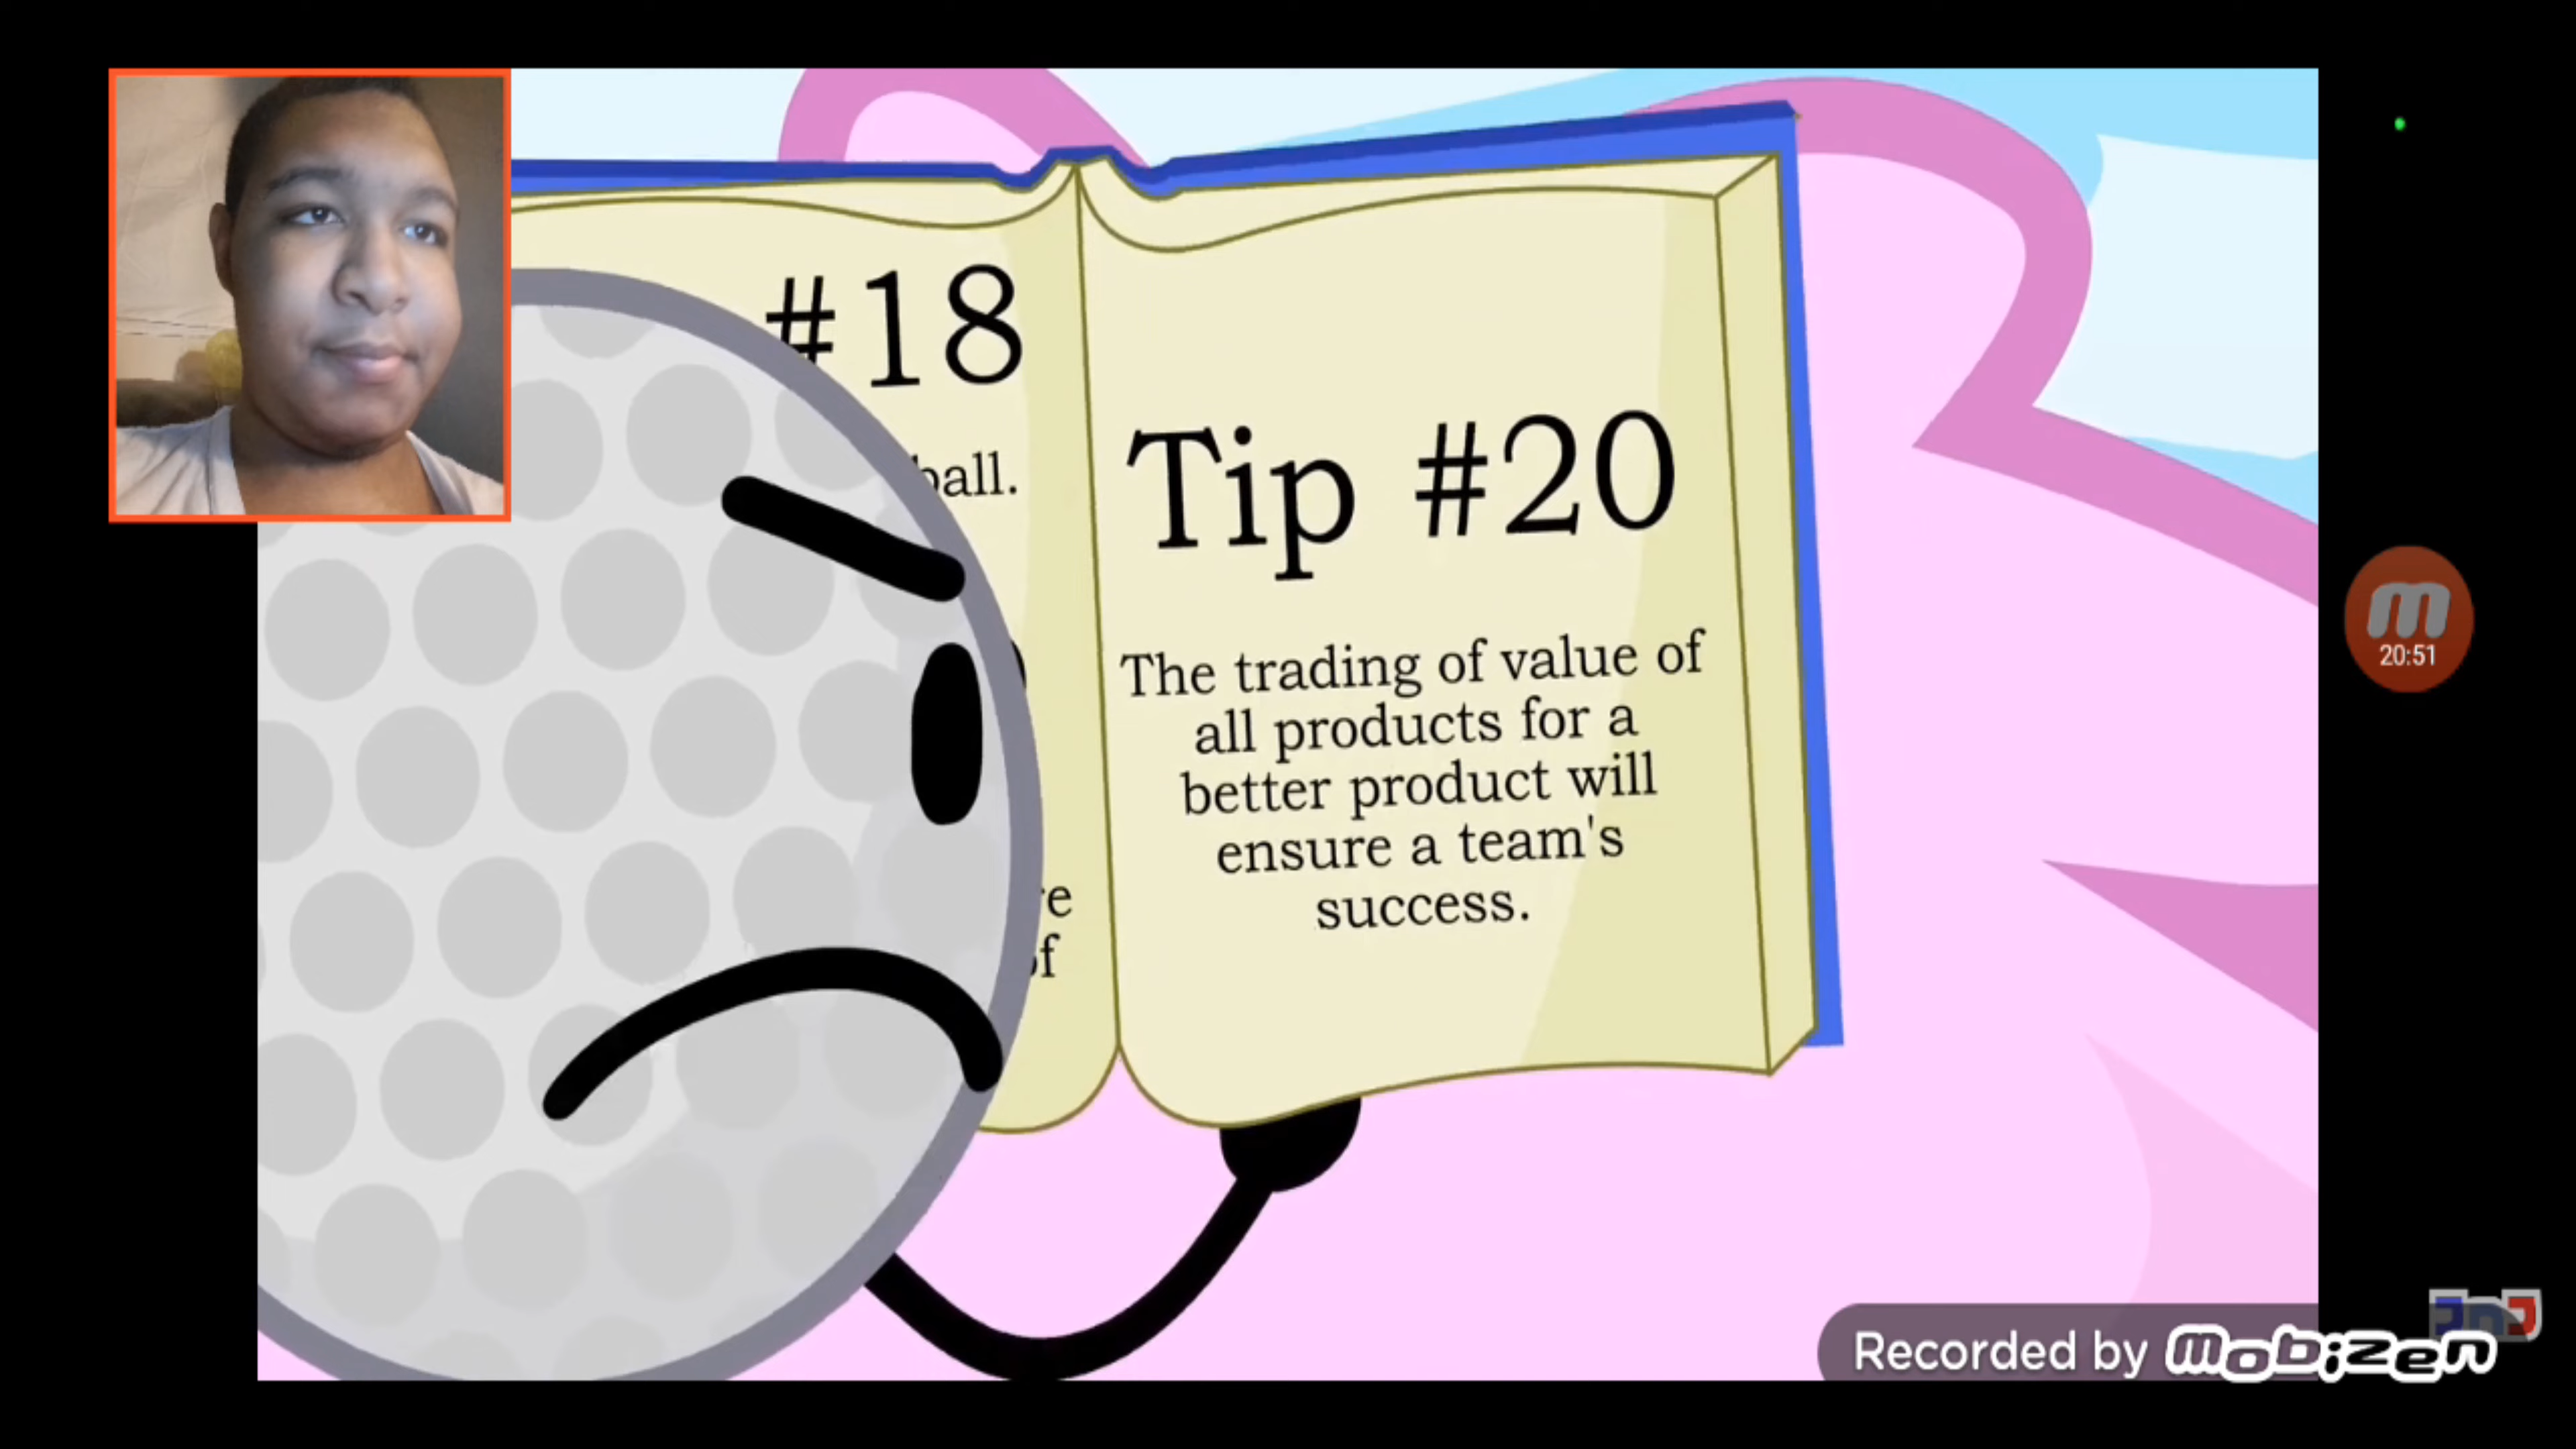 #18
ball.
Tip #20
The trading of value of
all products for a
better product will
ensure a team's
success.
20:51
Recorded by mobizen